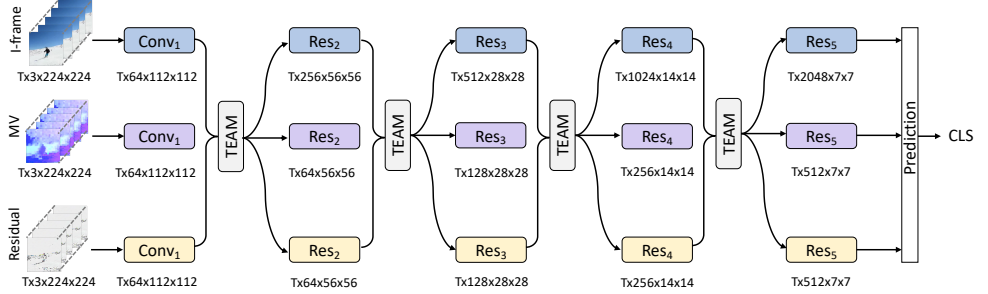 I-frame
Conv1
Res2
Res3
Res4
Res5
Tx3x224x224
Tx64x112x112
Tx256x56x56
Tx512x28x28
Tx1024x14x14
Tx2048x7x7
MV
Conv1
TEAM
Res2
TEAM
Res3
TEAM
Res4
TEAM
Res5
Prediction
CLS
Tx3x224x224
Tx64x112x112
Tx64x56x56
Tx128x28x28
Tx256x14x14
Tx512x7x7
Residual
Conv1
Res2
Res3
Res4
Res5
Tx3x224x224
Tx64x112x112
Tx64x56x56
Tx128x28x28
Tx256x14x14
Tx512x7x7